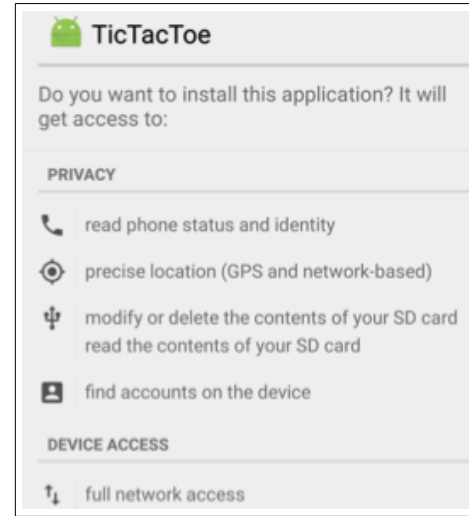 TicTacToe
Do you want to install this application? It will
get access to:
PRIVACY
read phone status and identity
precise location (GPS and network-based)
modify or delete the contents of your SD card
read the contents of your SD card
find accounts on the device
DEVICE ACCESS
full network access